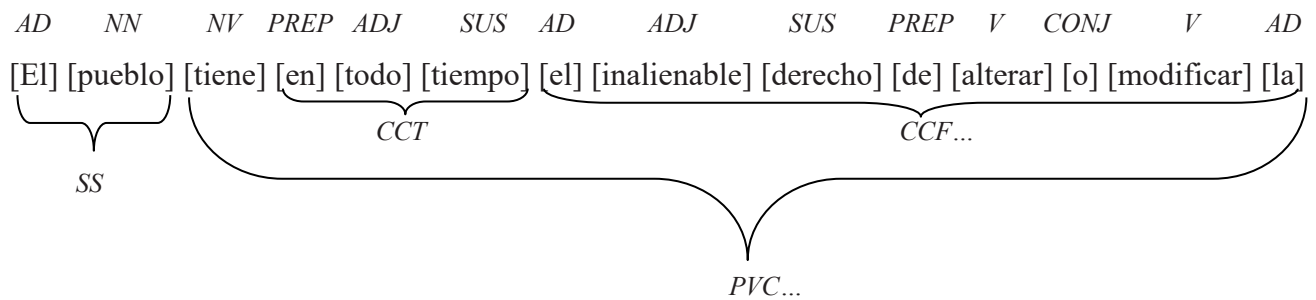 AD NN NV PREP ADJ SUS AD ADJ SUS PREP V CONJ V AD
[El] [pueblo] [tiene] [en] [todo] [tiempo] [el] [inalienable] [derecho] [de] [alterar] [o] [modificar] [la]
CCT CCF...
SS
PVC...